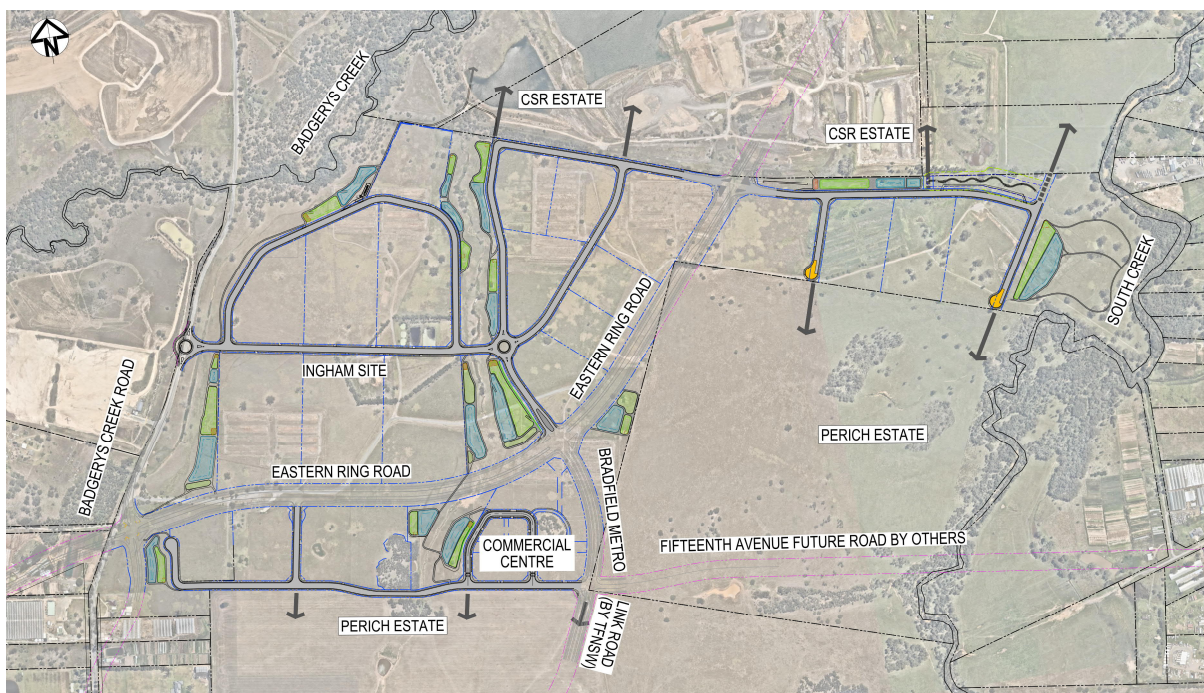 N
BADGERYS CREEK
CSR ESTATE
CSR ESTATE
SOUTH CREEK
EASTERN RING ROAD
INGHAM SITE
BADGERYS CREEK ROAD
PERICH ESTATE
EASTERN RING ROAD
BRADFIELD METRO
LINK ROAD
(BY TFNSW)
COMMERCIAL
CENTRE
FIFTEENTH AVENUE FUTURE ROAD BY OTHERS
PERICH ESTATE